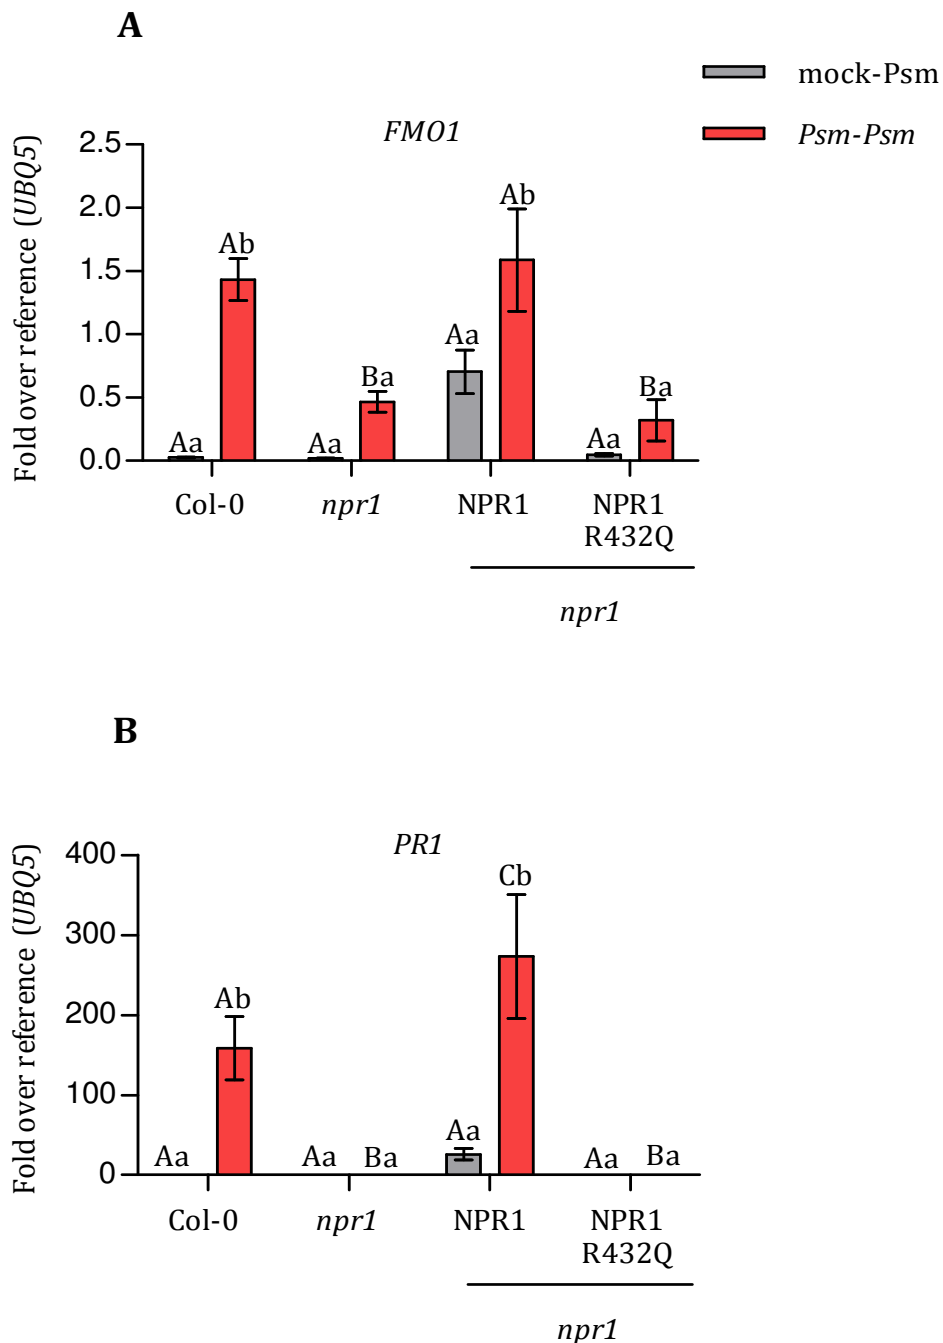 A
mock-Psm
Psm-Psm
FMO1
Fold over reference (UBQ5)
2.5
2.0
1.5
1.0
0.5
0.0
Aa
Ab
Aa
Ba
Aa
Ab
Aa
Ba
Col-0
npr1
NPR1
NPR1
R432Q
npr1
B
PR1
Fold over reference (UBQ5)
400
300
200
100
0
Aa
Ab
Aa
Ba
Aa
Cb
Aa
Ba
Col-0
npr1
NPR1
NPR1
R432Q
npr1